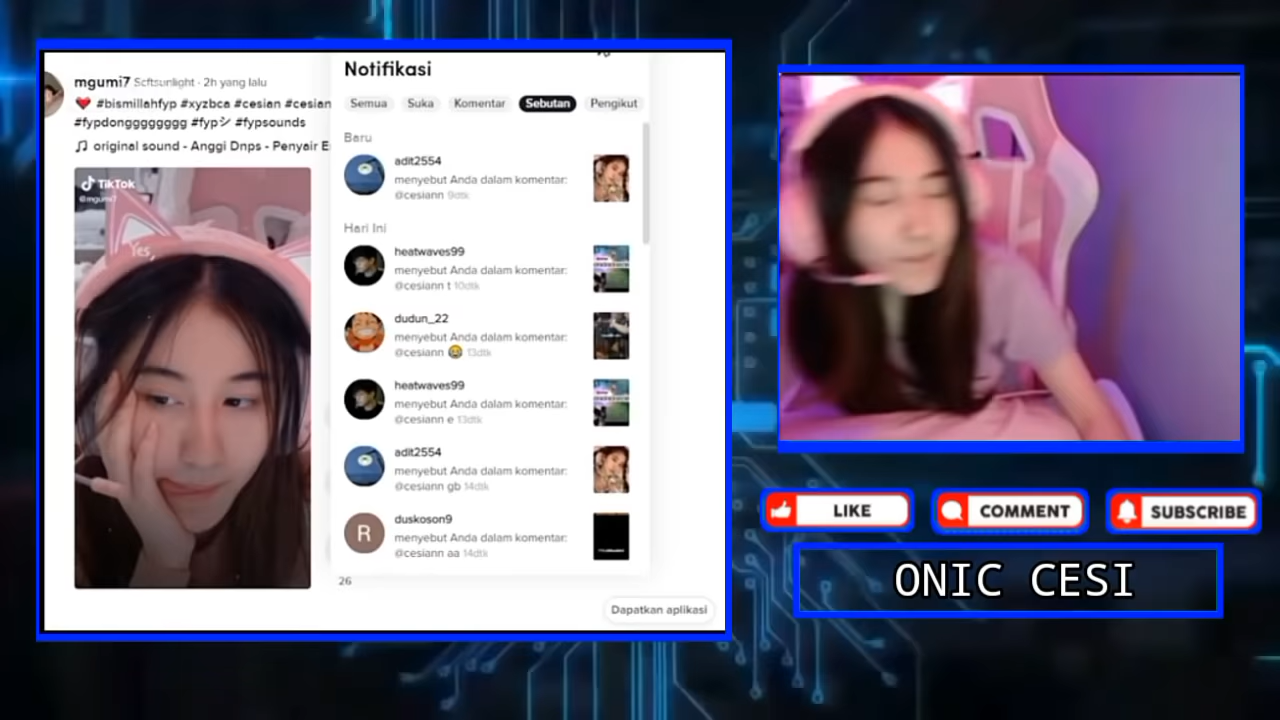 mgumi7 Scftsunlight · 2h yang lalu
❤️ #bismillahfyp #xyzbca #cesian #cesian
#fypdonggggggggg #fypシ #fypsounds
♫ original sound - Anggi Dnps - Penyair E
TikTok
@mgumi7
Yes,
Notifikasi
Semua Suka Komentar Sebutan Pengikut
Baru
adit2554
menyebut Anda dalam komentar:
@cesiann 9dtk
Hari Ini
heatwaves99
menyebut Anda dalam komentar:
@cesiann t 10dtk
dudun_22
menyebut Anda dalam komentar:
@cesiann 😭 13dtk
heatwaves99
menyebut Anda dalam komentar:
@cesiann e 13dtk
adit2554
menyebut Anda dalam komentar:
@cesiann gb 14dtk
R
duskoson9
menyebut Anda dalam komentar:
@cesiann aa 14dtk
26
Dapatkan aplikasi
LIKE COMMENT SUBSCRIBE
ONIC CESI